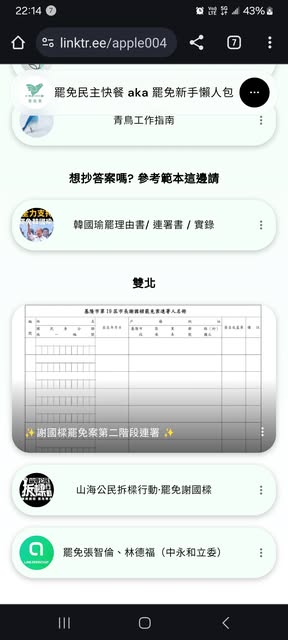 22:14
7
43%
linktr.ee/apple004
7
罷免民主快餐 aka 罷免新手懶人包
青鳥工作指南
想抄答案嗎? 參考範本這邊請
韓國瑜罷理由書/ 連署書 / 實錄
雙北
基隆市第19屆市長謝國樑罷免案連署人名冊
✨謝國樑罷免案第二階段連署 ✨
山海公民拆樑行動·罷免謝國樑
罷免張智倫、林德福（中永和立委）